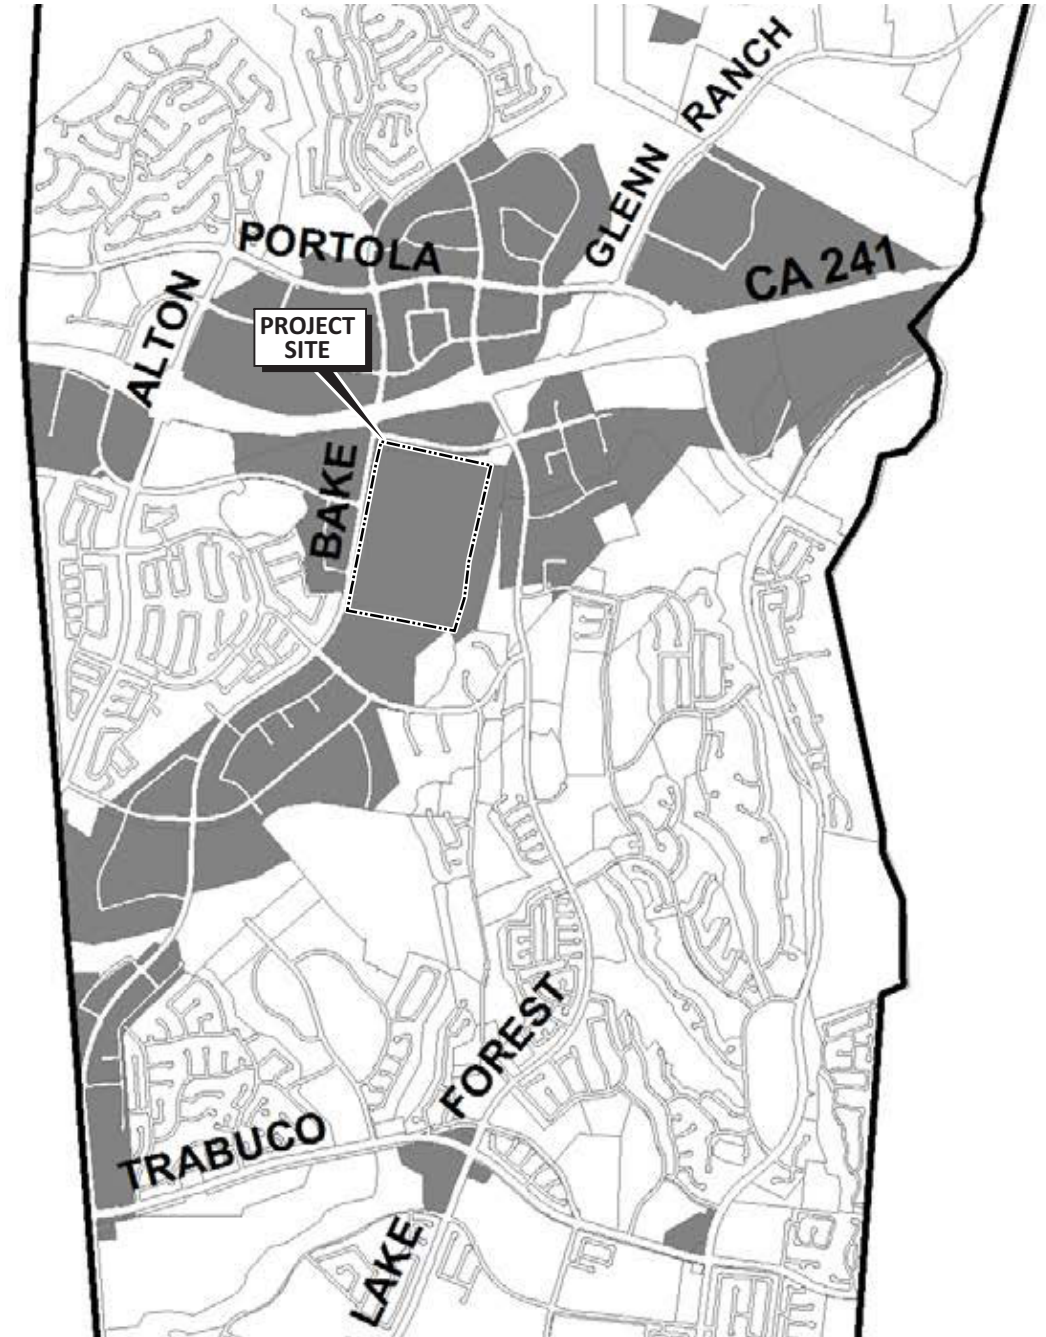 GLENN RANCH
PORTOLA
CA 241
ALTON
PROJECT
SITE
BAKE
FOREST
TRABUCO
LAKE